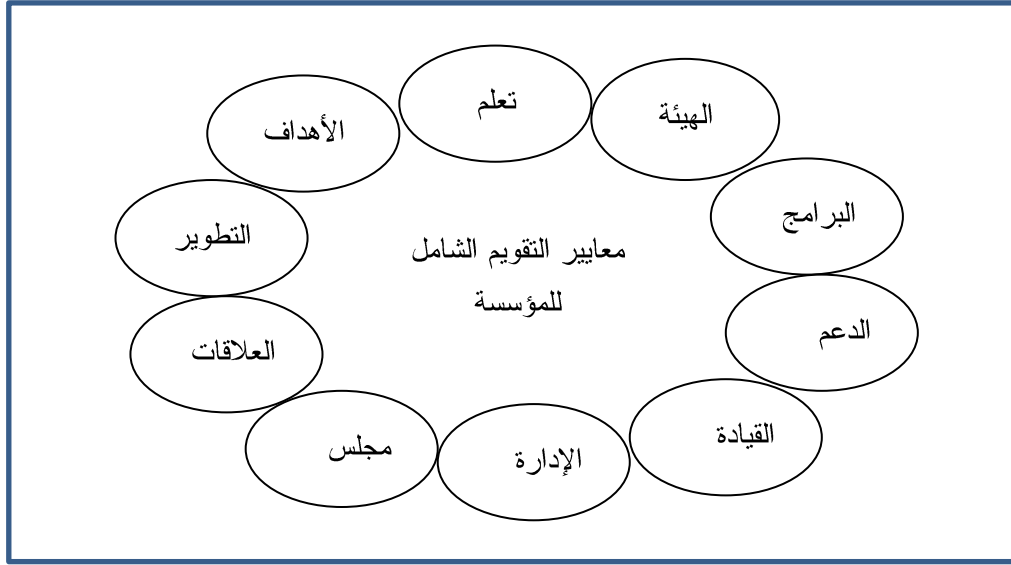 تعلم
الهيئة
البرامج
الدعم
القيادة
الإدارة
مجلس
العلاقات
التطوير
الأهداف
معايير التقويم الشامل
للمؤسسة